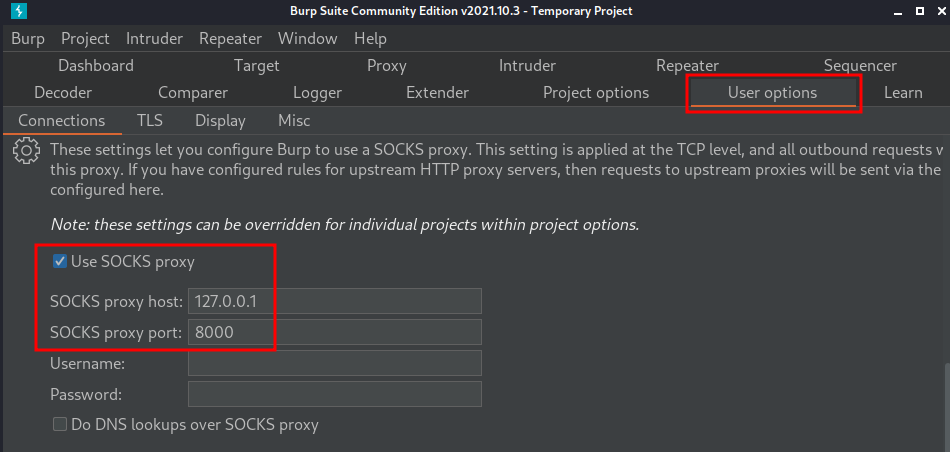 Burp Suite Community Edition v2021.10.3 - Temporary Project
Burp Project Intruder Repeater Window Help
Dashboard Target Proxy Intruder Repeater Sequencer
Decoder Comparer Logger Extender Project options User options Learn
Connections TLS Display Misc
These settings let you configure Burp to use a SOCKS proxy. This setting is applied at the TCP level, and all outbound requests
this proxy. If you have configured rules for upstream HTTP proxy servers, then requests to upstream proxies will be sent via the
configured here.
Note: these settings can be overridden for individual projects within project options.
Use SOCKS proxy
SOCKS proxy host: 127.0.0.1
SOCKS proxy port: 8000
Username:
Password:
Do DNS lookups over SOCKS proxy